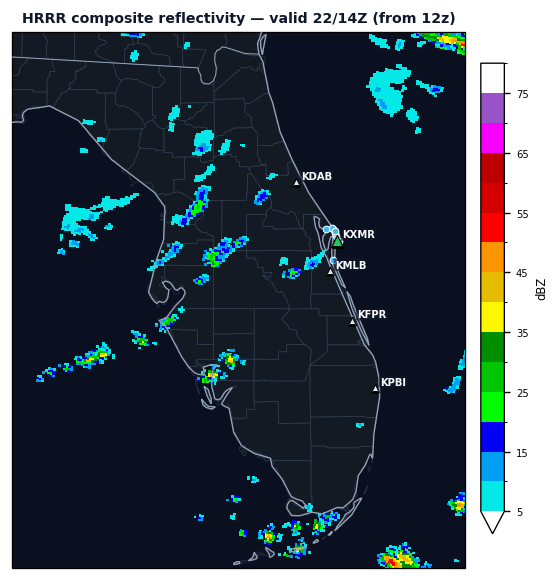 HRRR composite reflectivity — valid 22/14Z (from 12z)
KDAB
KXMR
KMLB
KFPR
KPBI
75
65
55
45
35
25
15
5
dBZ